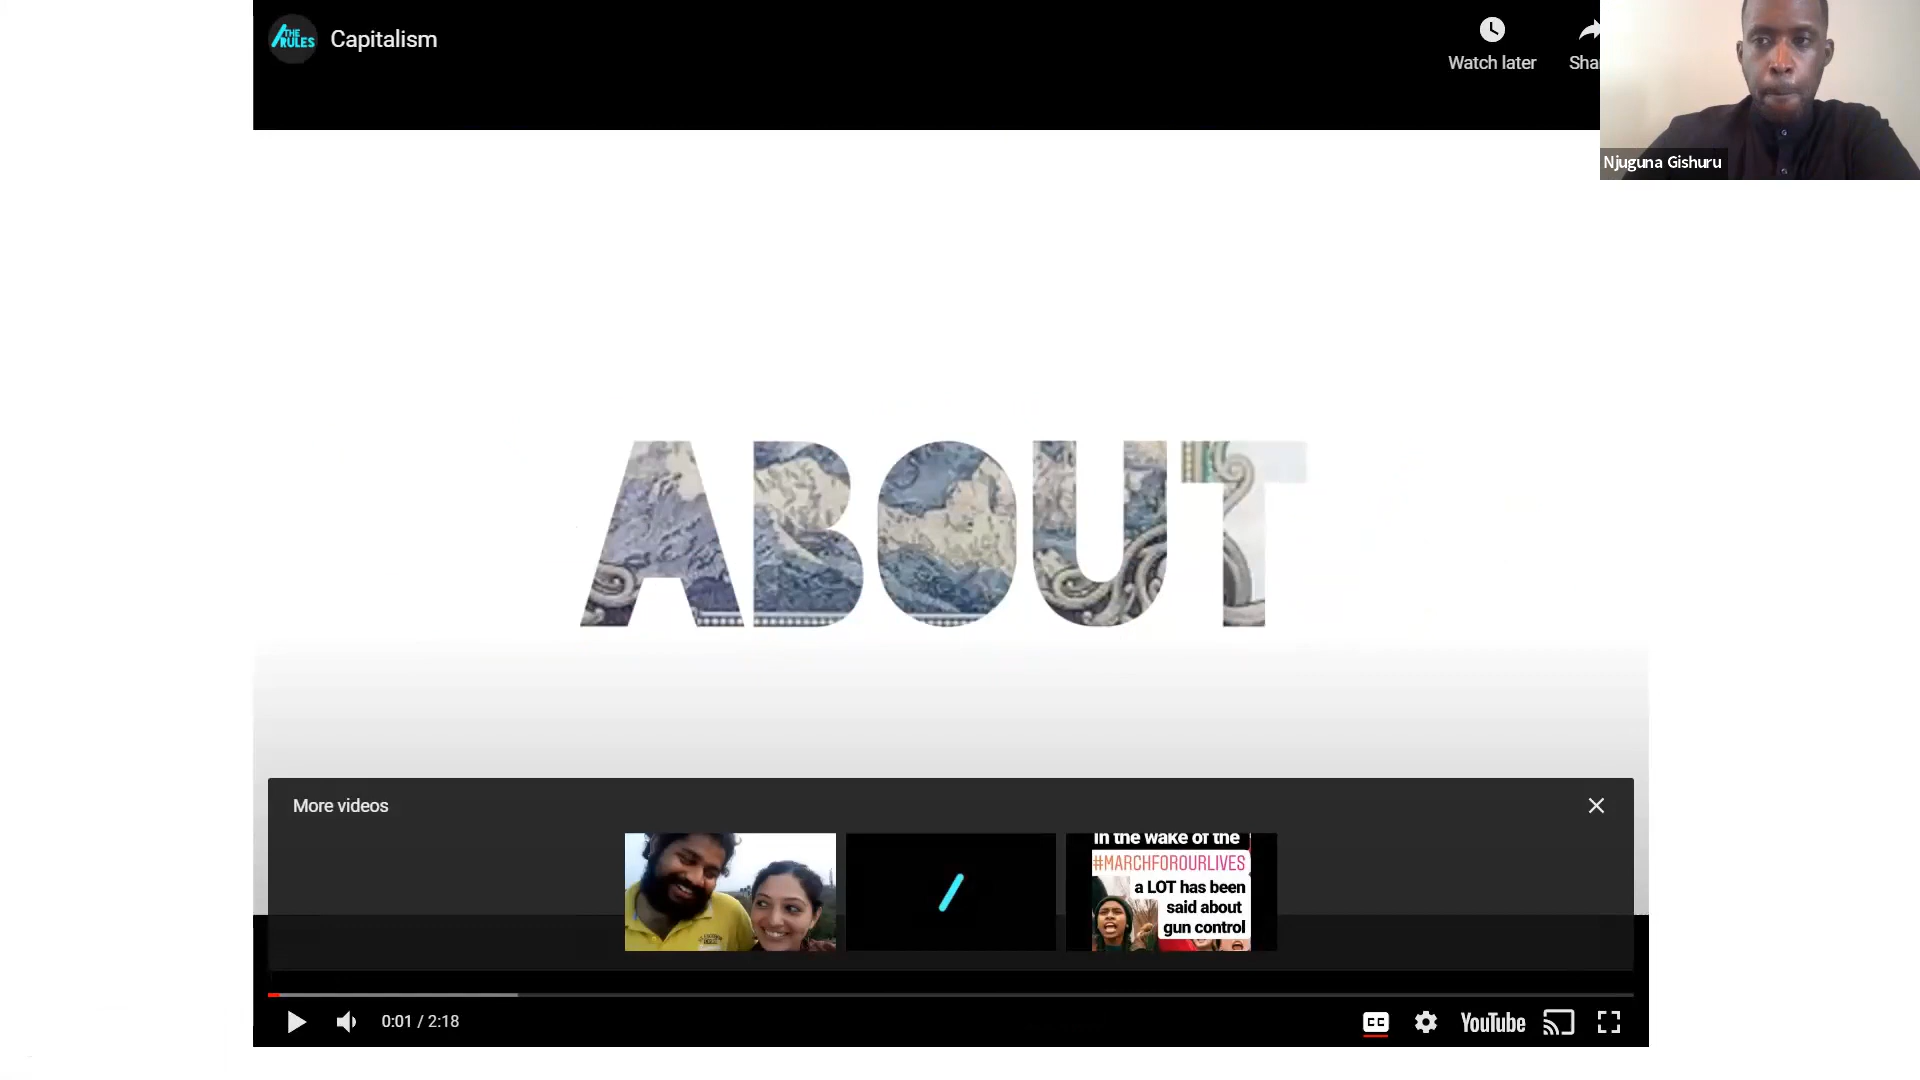 THE
RULES
Capitalism
Watch later
Sha
Njuguna Gishuru
ABOUT
More videos
In the wake of the
#MARCHFOROURLIVES
a LOT has been
said about
gun control
0:01 / 2:18
CC
YouTube